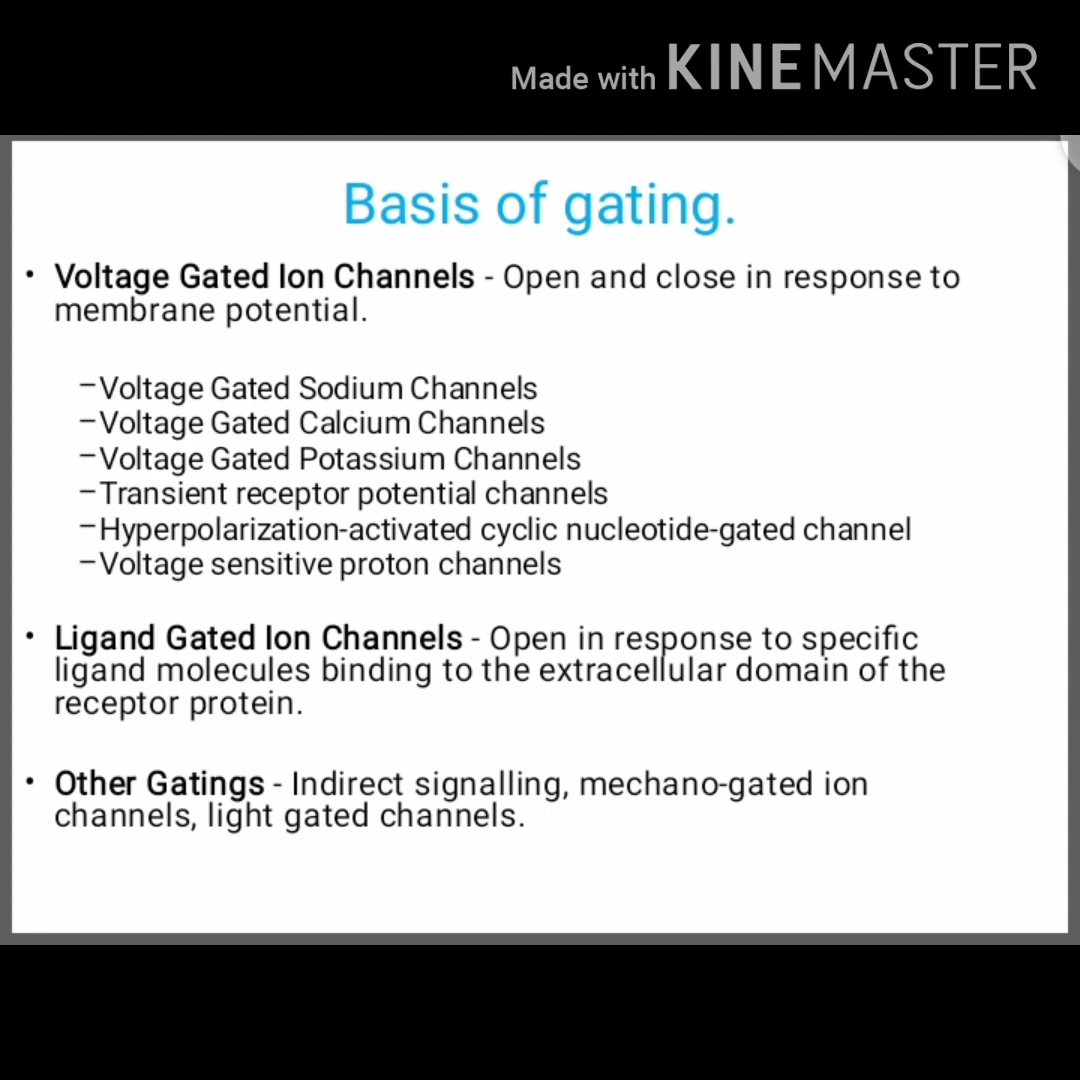 Made with KINEMASTER
Basis of gating.
• Voltage Gated Ion Channels - Open and close in response to
membrane potential.
–Voltage Gated Sodium Channels
–Voltage Gated Calcium Channels
–Voltage Gated Potassium Channels
–Transient receptor potential channels
–Hyperpolarization-activated cyclic nucleotide-gated channel
–Voltage sensitive proton channels
• Ligand Gated Ion Channels - Open in response to specific
ligand molecules binding to the extracellular domain of the
receptor protein.
• Other Gatings - Indirect signalling, mechano-gated ion
channels, light gated channels.